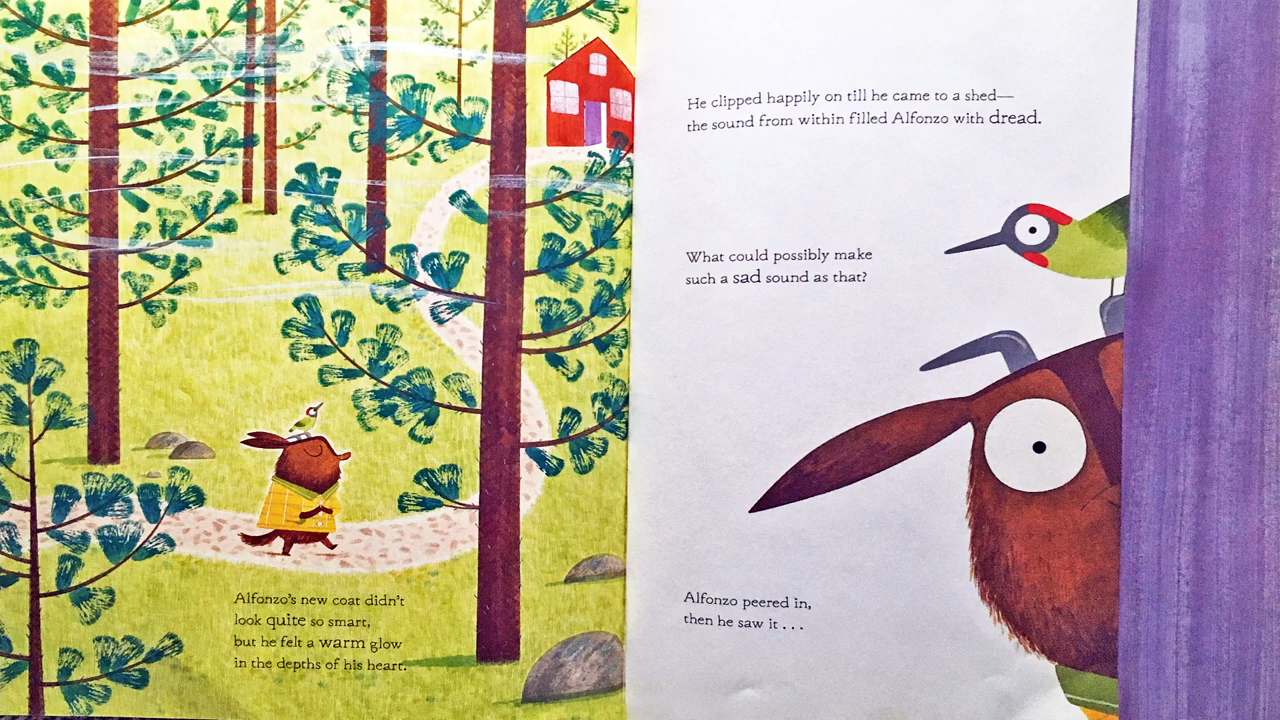 Alfonzo's new coat didn't
look quite so smart,
but he felt a warm glow
in the depths of his heart.
He clipped happily on till he came to a shed—
the sound from within filled Alfonzo with dread.
What could possibly make
such a sad sound as that?
Alfonzo peered in,
then he saw it . . .